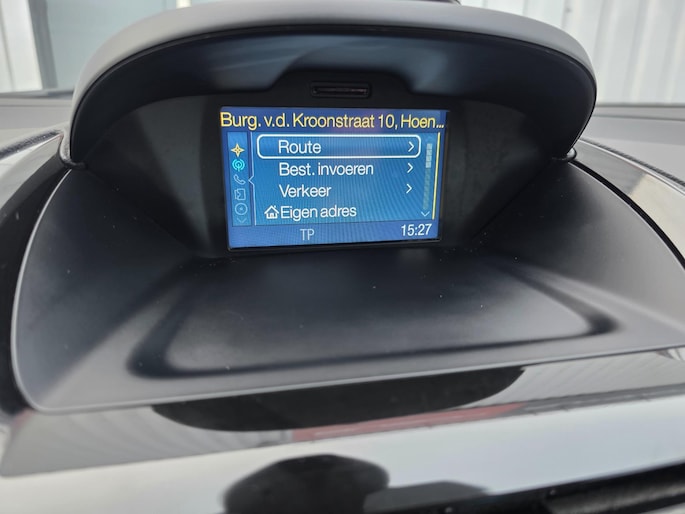 Burg. v.d. Kroonstraat 10, Hoen...
Route
Best. invoeren
Verkeer
Eigen adres
TP 15:27